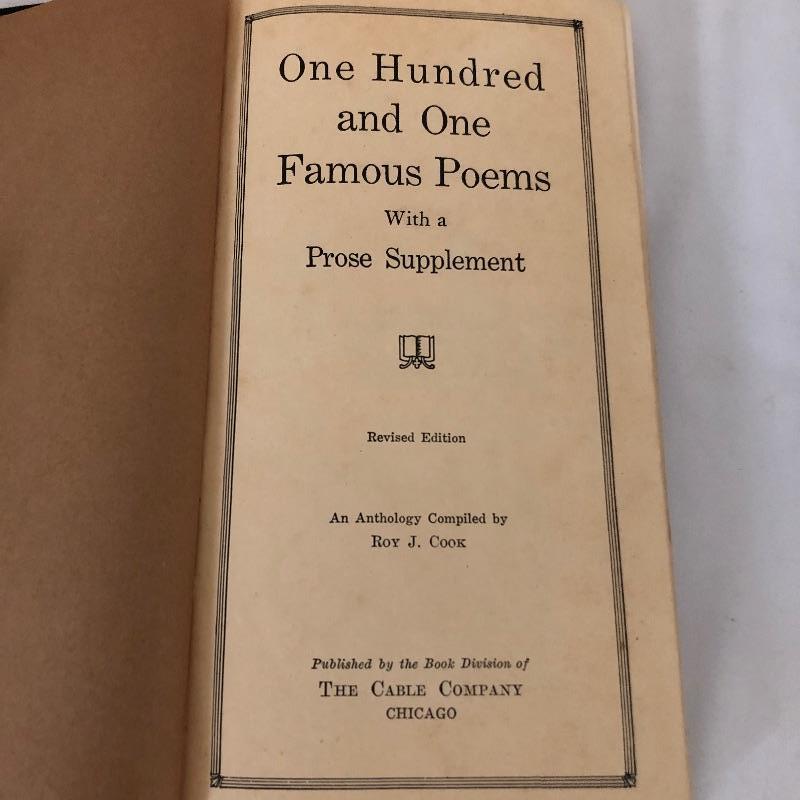 One Hundred
and One
Famous Poems
With a
Prose Supplement
Revised Edition
An Anthology Compiled by
Roy J. Cook
Published by the Book Division of
The Cable Company
CHICAGO